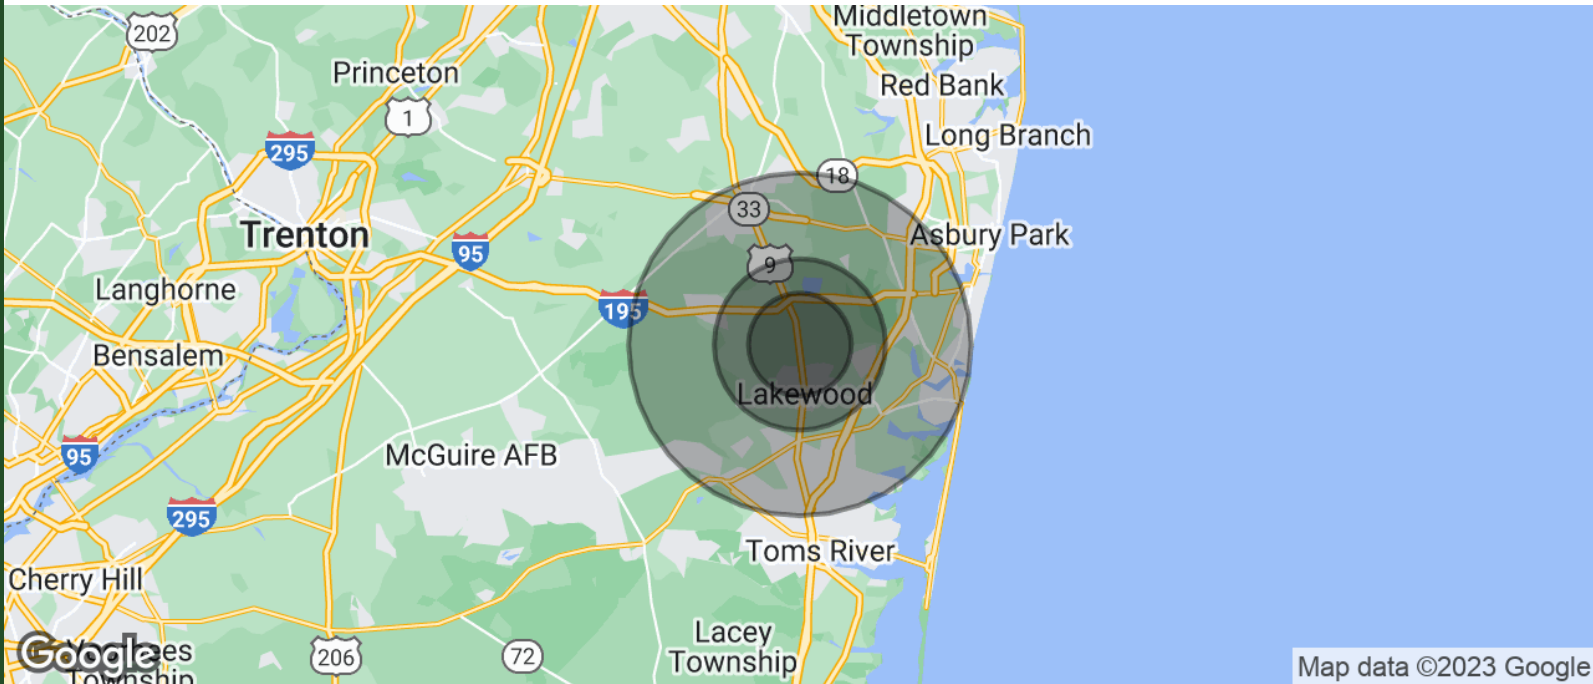 202
Middletown
Township
Princeton
Red Bank
1
Long Branch
295
18
33
Trenton
Asbury Park
95
9
Langhorne
195
Bensalem
Lakewood
95
McGuire AFB
295
Toms River
Cherry Hill
Lacey
Township
Google
Voorhees
Township
206
72
Map data ©2023 Google